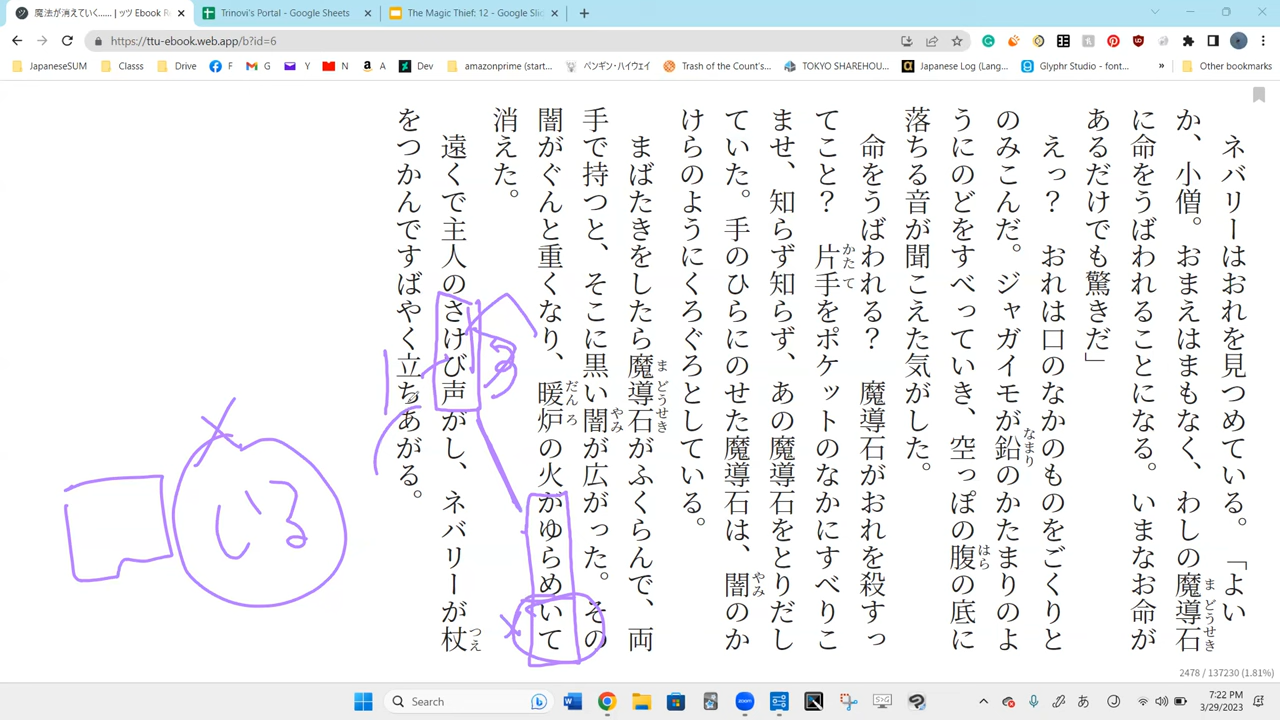 魔法が消えていく...... | ッツ Ebook Re
Trinovi's Portal - Google Sheets
The Magic Thief: 12 - Google Slid
https://ttu-ebook.web.app/b?id=6
JapaneseSUM
Classs
Drive
F
G
Y
N
A
Dev
amazonprime (start...
ペンギン・ハイウェイ
Trash of the Count's...
TOKYO SHAREHOU...
Japanese Log (Lang...
Glyphr Studio - font...
Other bookmarks
ネバリーはおれを見つめている。「よい
か、小僧。おまえはまもなく、わしの魔導石
に命をうばわれることになる。いまなお命が
あるだけでも驚きだ」
えっ？　おれは口のなかのものをごくりと
のみこんだ。ジャガイモが鉛のかたまりのよ
うにのどをすべっていき、空っぽの腹の底に
落ちる音が聞こえた気がした。
命をうばわれる？　魔導石がおれを殺すっ
てこと？　片手をポケットのなかにすべりこ
ませ、知らず知らず、あの魔導石をとりだし
ていた。手のひらにのせた魔導石は、闇のか
けらのようにくろぐろとしている。
まばたきをしたら魔導石がふくらんで、両
手で持つと、そこに黒い闇が広がった。その
闇がぐんと重くなり、暖炉の火がゆらめいて
消えた。
遠くで主人のさけび声がし、ネバリーが杖
をつかんですばやく立ちあがる。
る
いる
2478 / 137230 (1.81%)
Search
あ
7:22 PM
3/29/2023